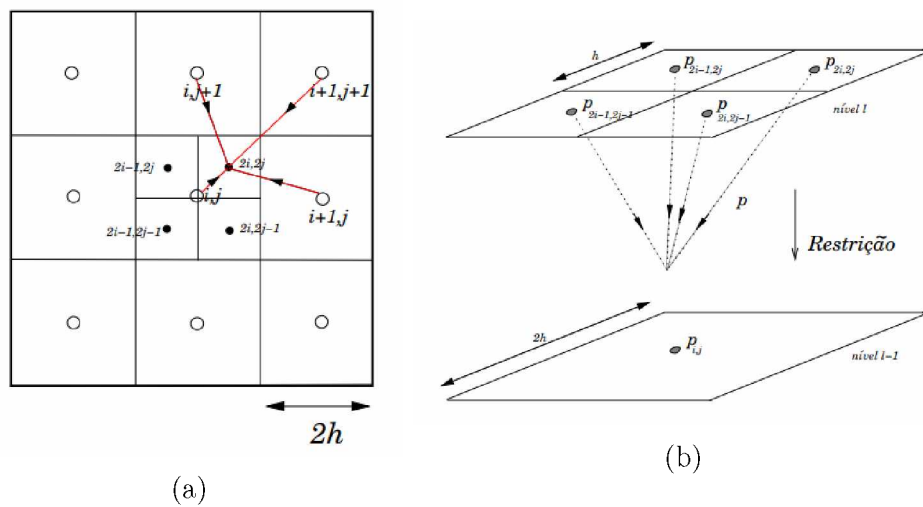 i,j+1
i+1,j+1
2i-1,2j
2i,2j
i,j
i+1,j
2i-1,2j-1
2i,2j-1
2h
(a)
h
p2i-1,2j
p2i,2j
p2i-1,2j-1
p2i,2j-1
nível l
p
Restrição
2h
pi,j
nível l-1
(b)